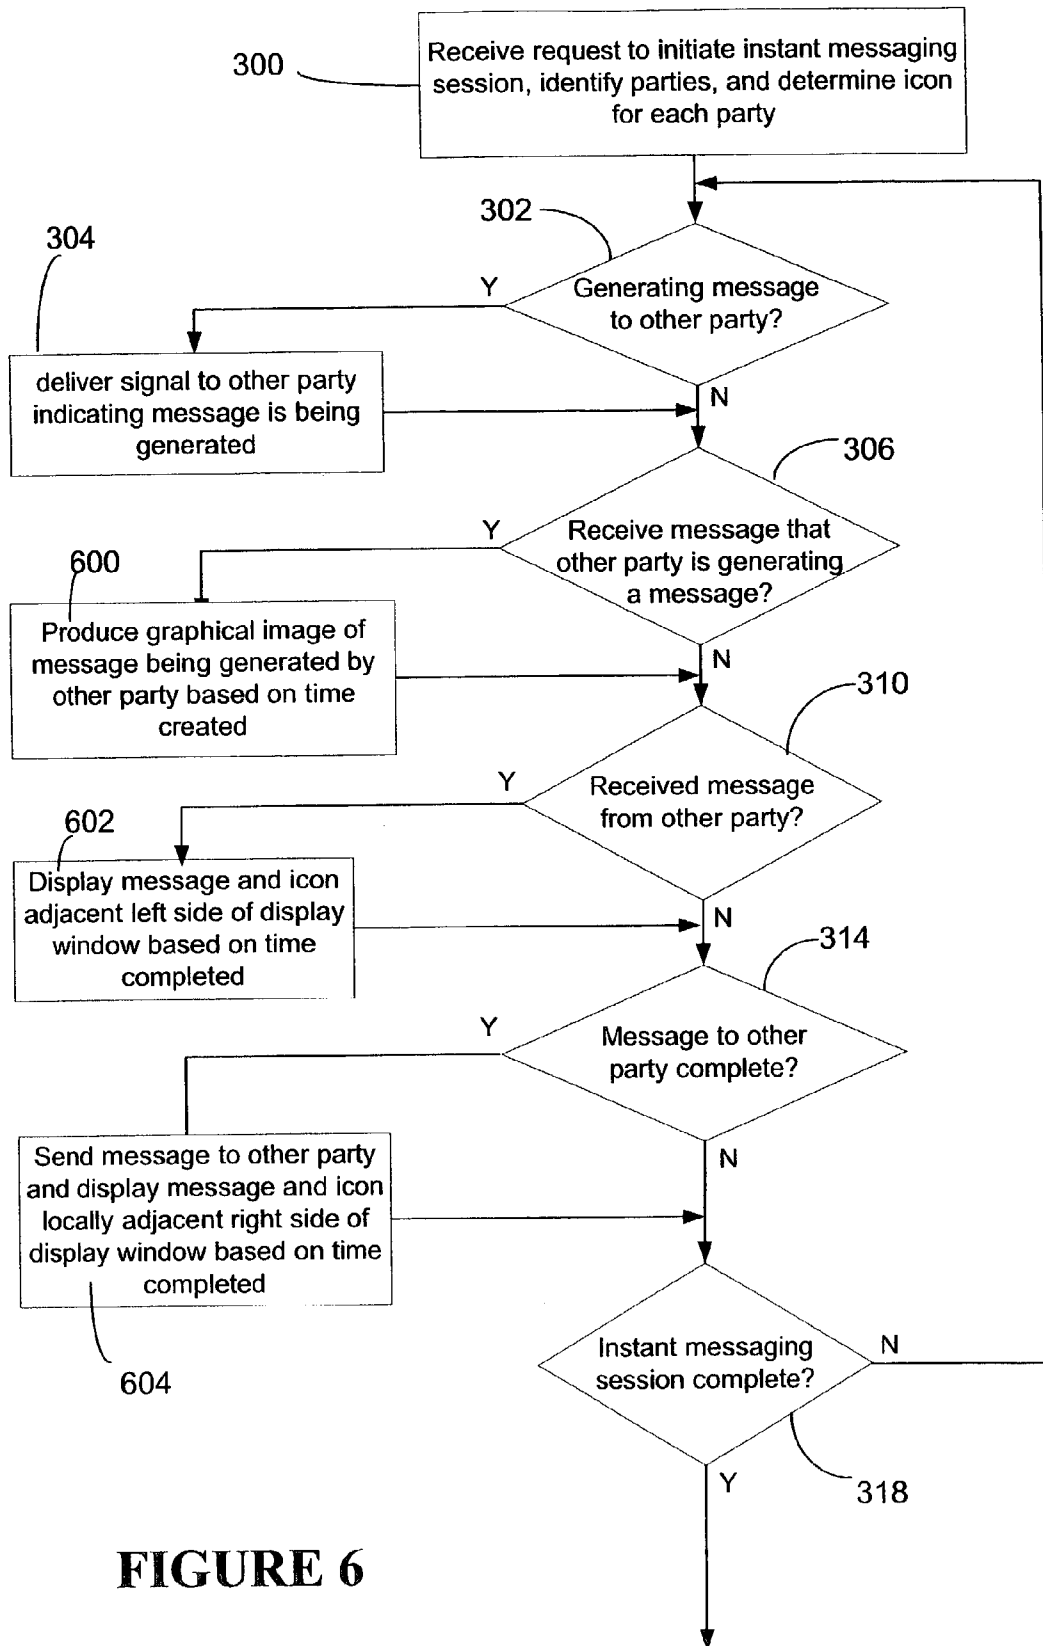 300
Receive request to initiate instant messaging
session, identify parties, and determine icon
for each party
302
304
Y
Generating message
to other party?
N
deliver signal to other party
indicating message is being
generated
306
Y
Receive message that
other party is generating
a message?
N
600
Produce graphical image of
message being generated by
other party based on time
created
310
Y
Received message
from other party?
N
602
Display message and icon
adjacent left side of display
window based on time
completed
314
Y
Message to other
party complete?
N
Send message to other party
and display message and icon
locally adjacent right side of
display window based on time
completed
604
Instant messaging
session complete?
N
Y
318
FIGURE 6